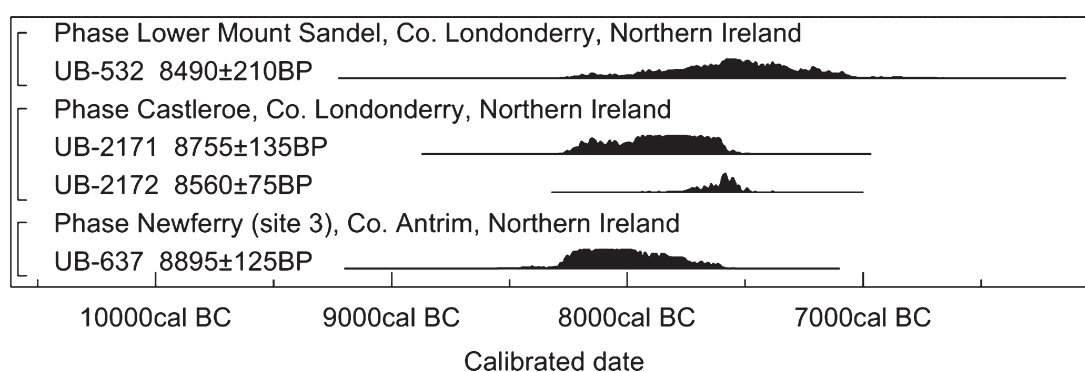 Phase Lower Mount Sandel, Co. Londonderry, Northern Ireland
UB-532 8490±210BP
Phase Castleroe, Co. Londonderry, Northern Ireland
UB-2171 8755±135BP
UB-2172 8560±75BP
Phase Newferry (site 3), Co. Antrim, Northern Ireland
UB-637 8895±125BP
10000cal BC 9000cal BC 8000cal BC 7000cal BC
Calibrated date